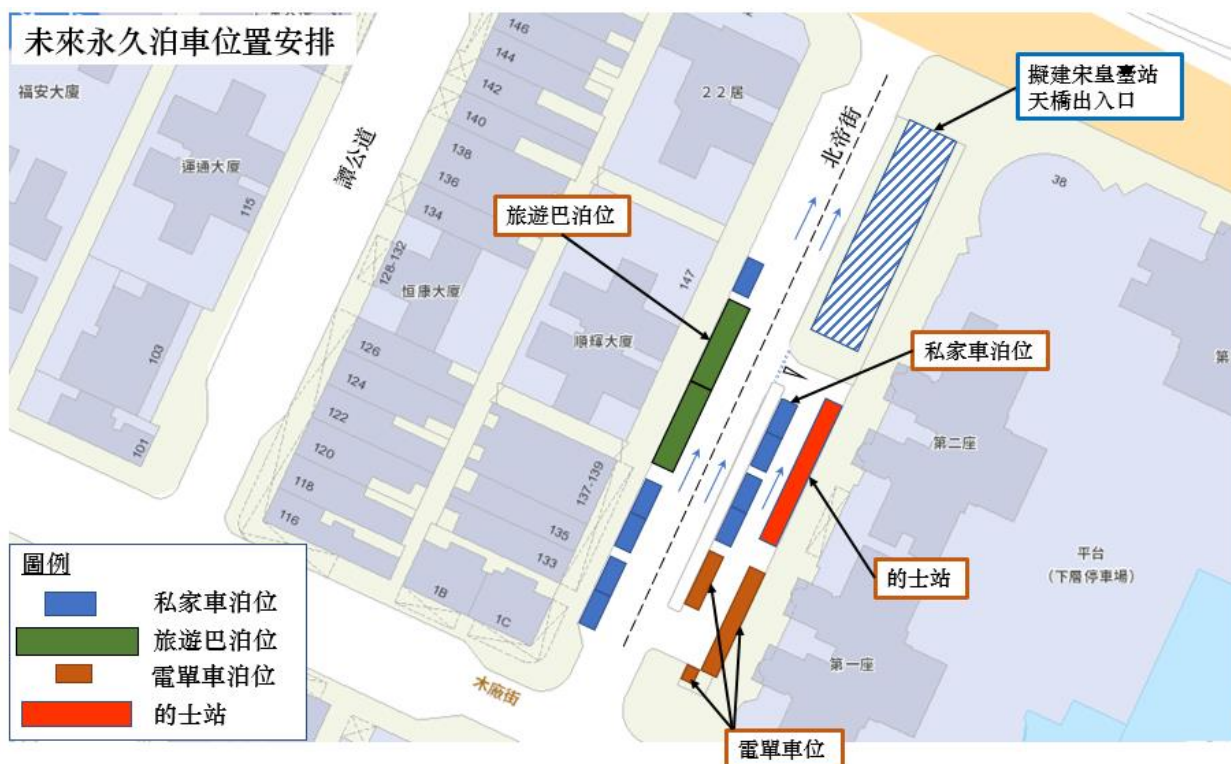 未來永久泊車位置安排
福安大廈
運通大廈
115
103
101
譚公道
146
144
142
140
138
136
134
128-132
恒康大廈
126
124
122
120
118
116
22居
147
順輝大廈
137-139
135
133
1B
1C
木廠街
北帝街
旅遊巴泊位
擬建宋皇臺站
天橋出入口
38
私家車泊位
第
第二座
的士站
平台
(下層停車場)
第一座
電單車位
圖例
私家車泊位
旅遊巴泊位
電單車泊位
的士站